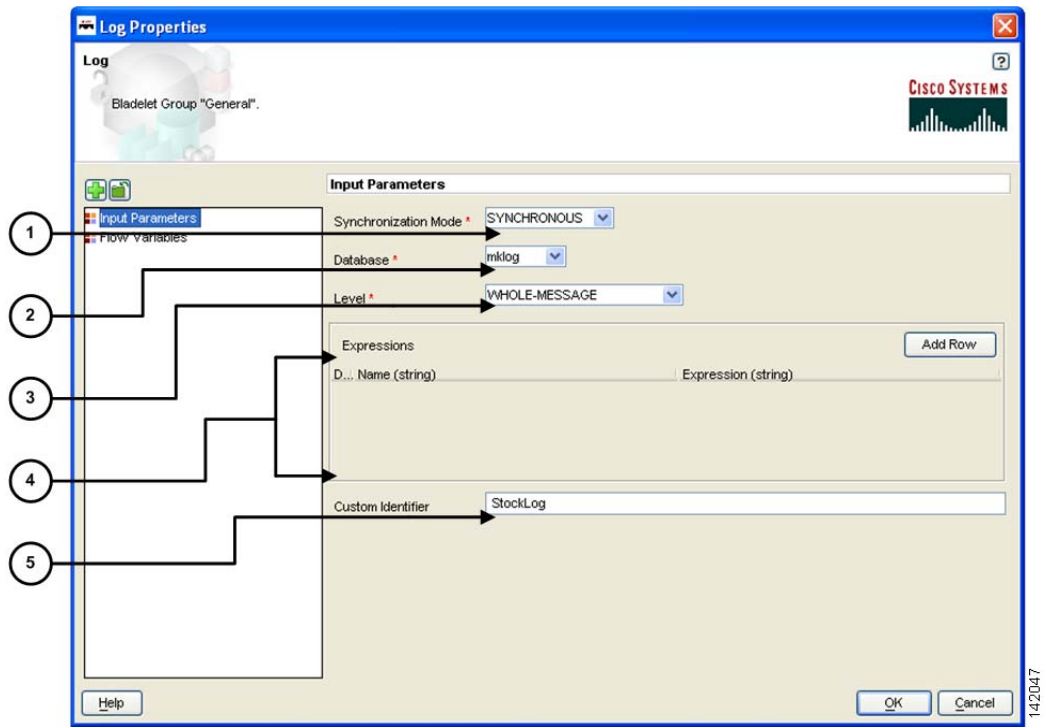 Log Properties
Log
Bladelet Group "General".
CISCO SYSTEMS
Input Parameters
Input Parameters
Flow Variables
1
Synchronization Mode * SYNCHRONOUS
Database * mklog
2
Level * WHOLE-MESSAGE
Expressions Add Row
D... Name (string) Expression (string)
3
4
Custom Identifier StockLog
5
Help OK Cancel
142047